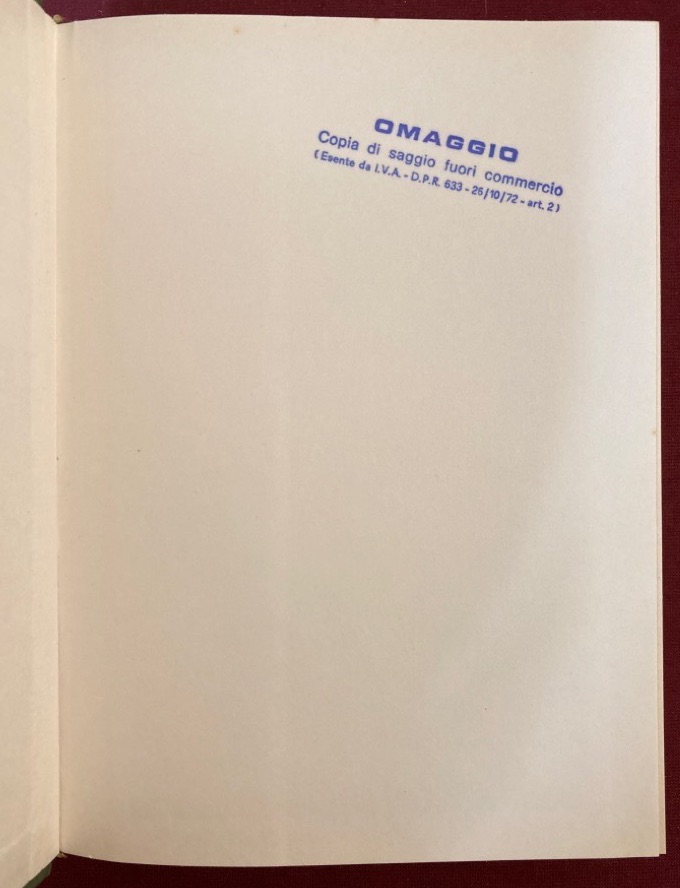 OMAGGIO
Copia di saggio fuori commercio
(Esente da I.V.A. - D.P.R. 633 - 26/10/72 - art. 2)